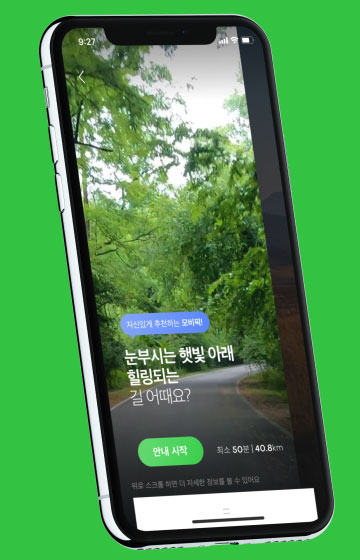 9:27
자신있게 추천하는 모비픽!
눈부시는 햇빛 아래
힐링되는
길 어때요?
안내 시작
최소 50분 | 40.8km
위로 스크롤 하면 더 자세한 정보를 볼 수 있어요